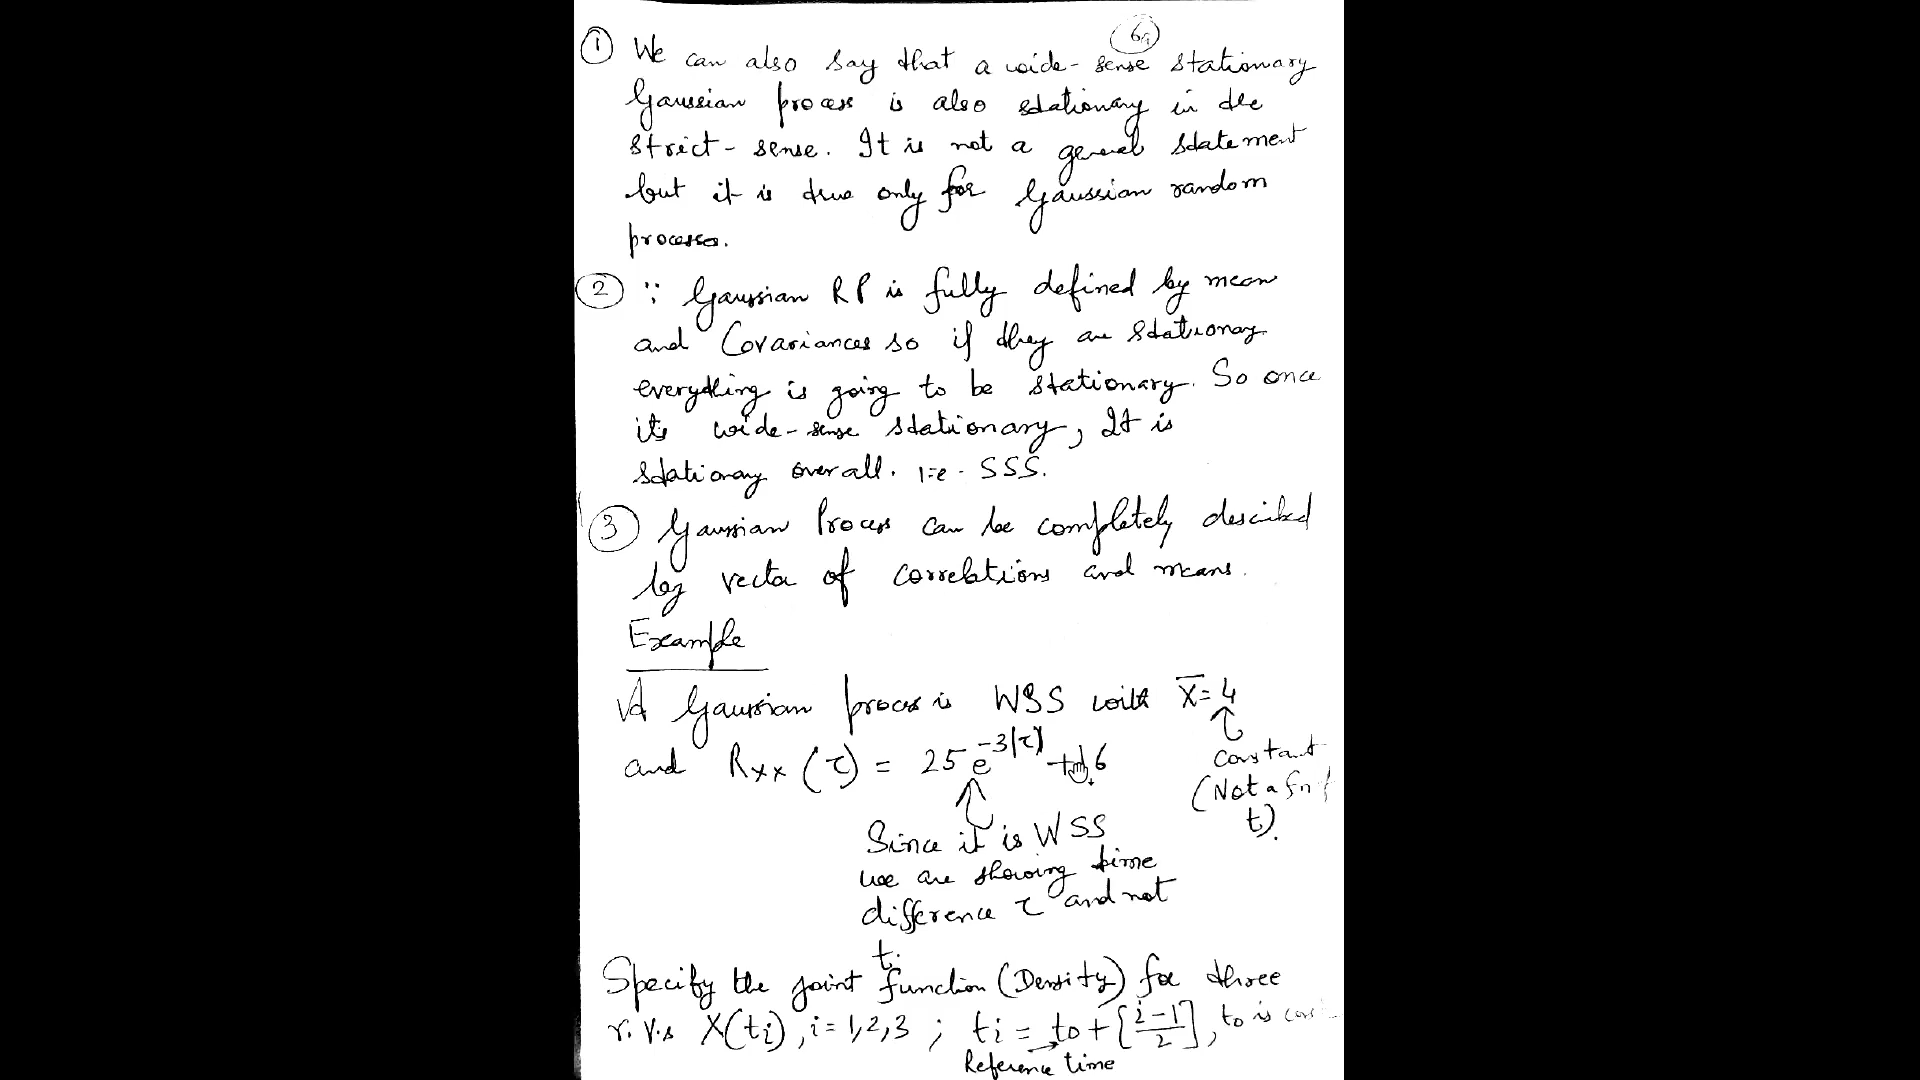 6a
① We can also say that a wide-sense stationary
Gaussian process is also stationary in the
strict-sense. It is not a general statement
but it is true only for Gaussian random
process.
② ∵ Gaussian RP is fully defined by mean
and Covariances so if they are stationary
everything is going to be stationary. So once
its wide-sense stationary, It is
stationary overall. i.e. SSS.
③ Gaussian Process can be completely described
by vector of correlations and means.
Example
A Gaussian process is WSS with X̄ = 4
and Rxx(τ) = 25 e^{-3|τ|} + 16
constant
(Not a fn of
t).
Since it is WSS
we are showing time
difference τ and not
t.
Specify the joint function (Density) for three
r.v.s X(ti), i = 1,2,3 ; ti = to + [(i-1)/2], to is
Reference time